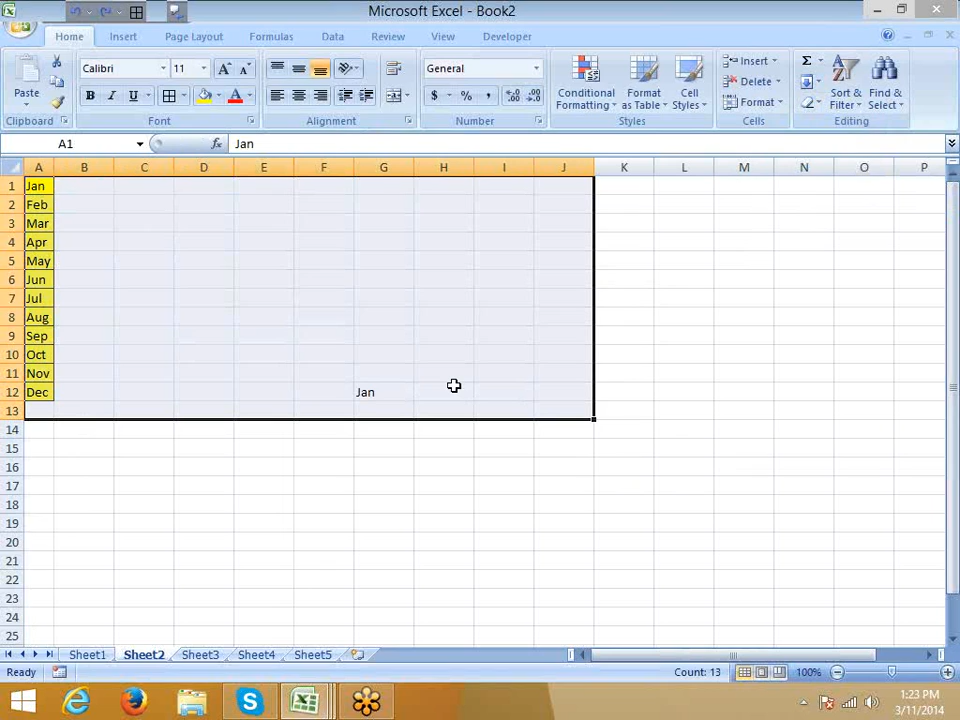 Microsoft Excel - Book2
Home Insert Page Layout Formulas Data Review View Developer
Calibri 11 General Insert Σ
Paste B I U $ % , Conditional Formatting Format as Table Cell Styles Delete Format Sort & Filter Find & Select
Clipboard Font Alignment Number Styles Cells Editing
A1 fx Jan
A B C D E F G H I J K L M N O P
1 Jan
2 Feb
3 Mar
4 Apr
5 May
6 Jun
7 Jul
8 Aug
9 Sep
10 Oct
11 Nov
12 Dec Jan
13
14
15
16
17
18
19
20
21
22
23
24
25
Sheet1 Sheet2 Sheet3 Sheet4 Sheet5
Ready Count: 13 100%
1:23 PM
3/11/2014